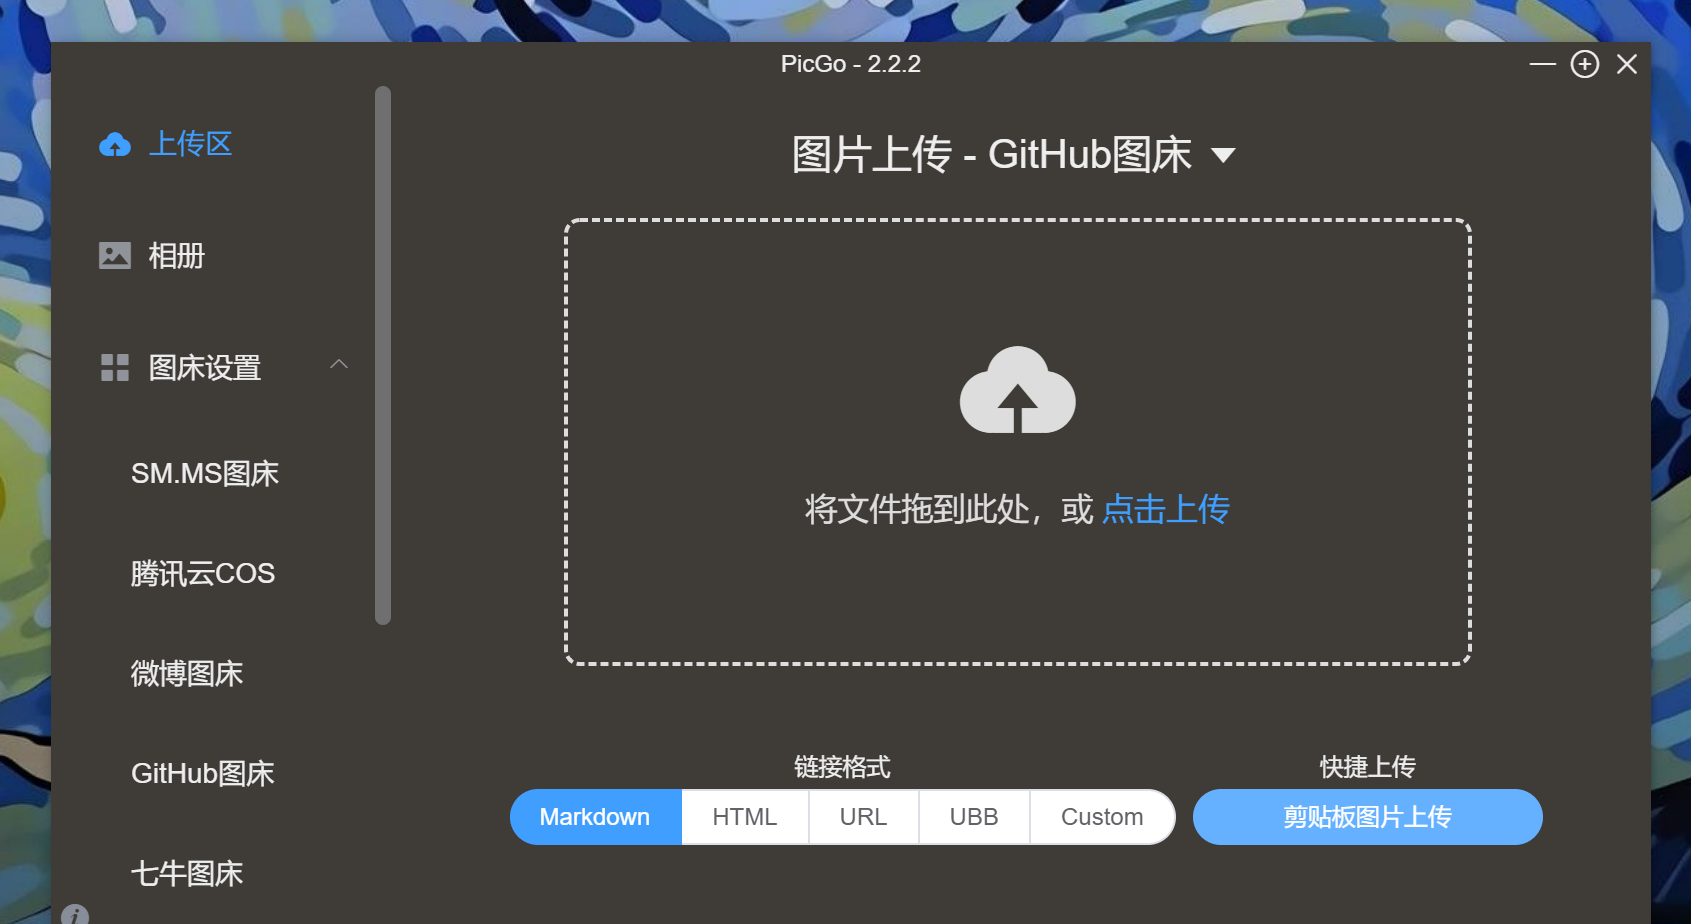 PicGo - 2.2.2
上传区
相册
图床设置
SM.MS图床
腾讯云COS
微博图床
GitHub图床
七牛图床
图片上传 - GitHub图床
将文件拖到此处，或 点击上传
链接格式
Markdown HTML URL UBB Custom
快捷上传
剪贴板图片上传